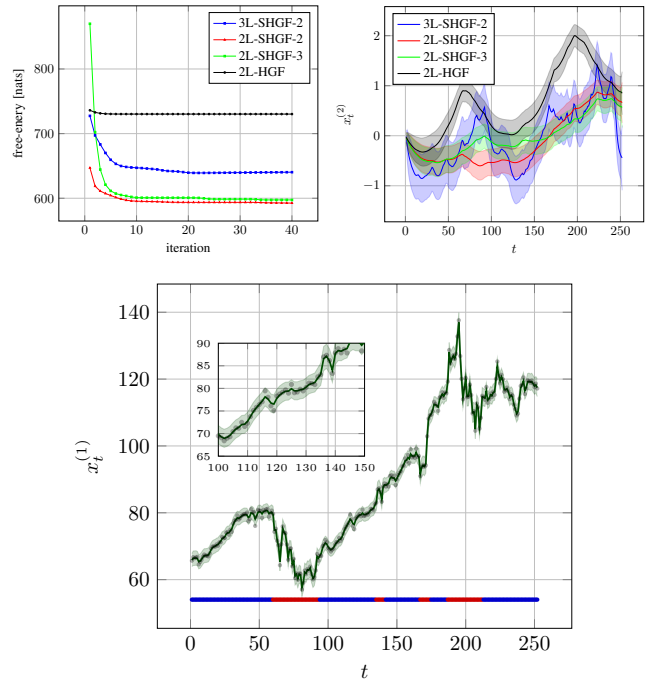 3L-SHGF-2
2L-SHGF-2
2L-SHGF-3
2L-HGF
free-enery [nats]
800
700
600
0 10 20 30 40
iteration
3L-SHGF-2
2L-SHGF-2
2L-SHGF-3
2L-HGF
x_t^(2)
2
1
0
−1
0 50 100 150 200 250
t
x_t^(1)
140
120
100
80
60
90
85
80
75
70
65
100 110 120 130 140 150
0 50 100 150 200 250
t